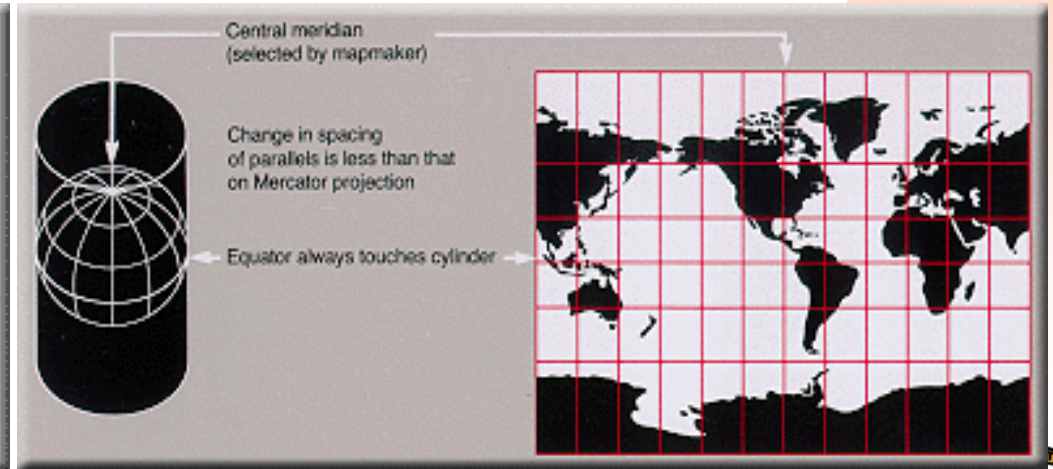 Central meridian
(selected by mapmaker)
Change in spacing
of parallels is less than that
on Mercator projection
Equator always touches cylinder